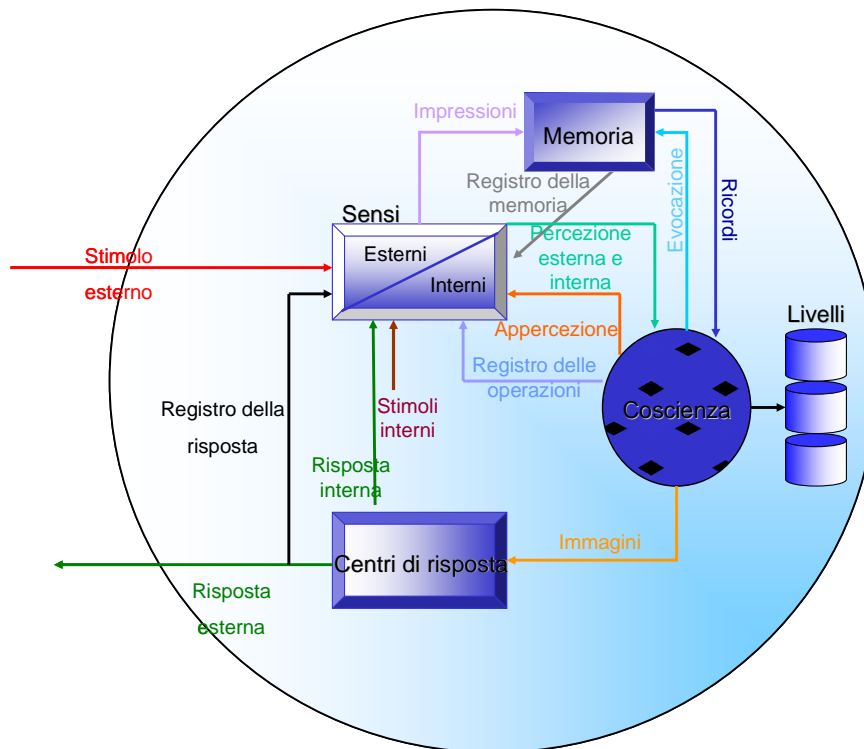 Impressioni
Memoria
Registro della
memoria
Evocazione
Ricordi
Sensi
Esterni
Interni
Percezione
esterna e
interna
Stimolo
esterno
Appercezione
Livelli
Registro delle
operazioni
Coscienza
Stimoli
interni
Registro della
risposta
Risposta
interna
Centri di risposta
Immagini
Risposta
esterna